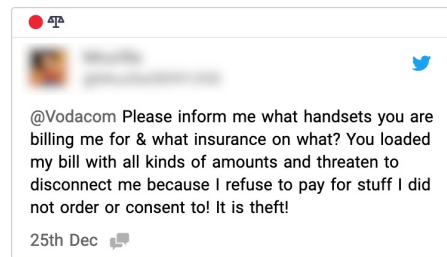 @Vodacom Please inform me what handsets you are
billing me for & what insurance on what? You loaded
my bill with all kinds of amounts and threaten to
disconnect me because I refuse to pay for stuff I did
not order or consent to! It is theft!
25th Dec